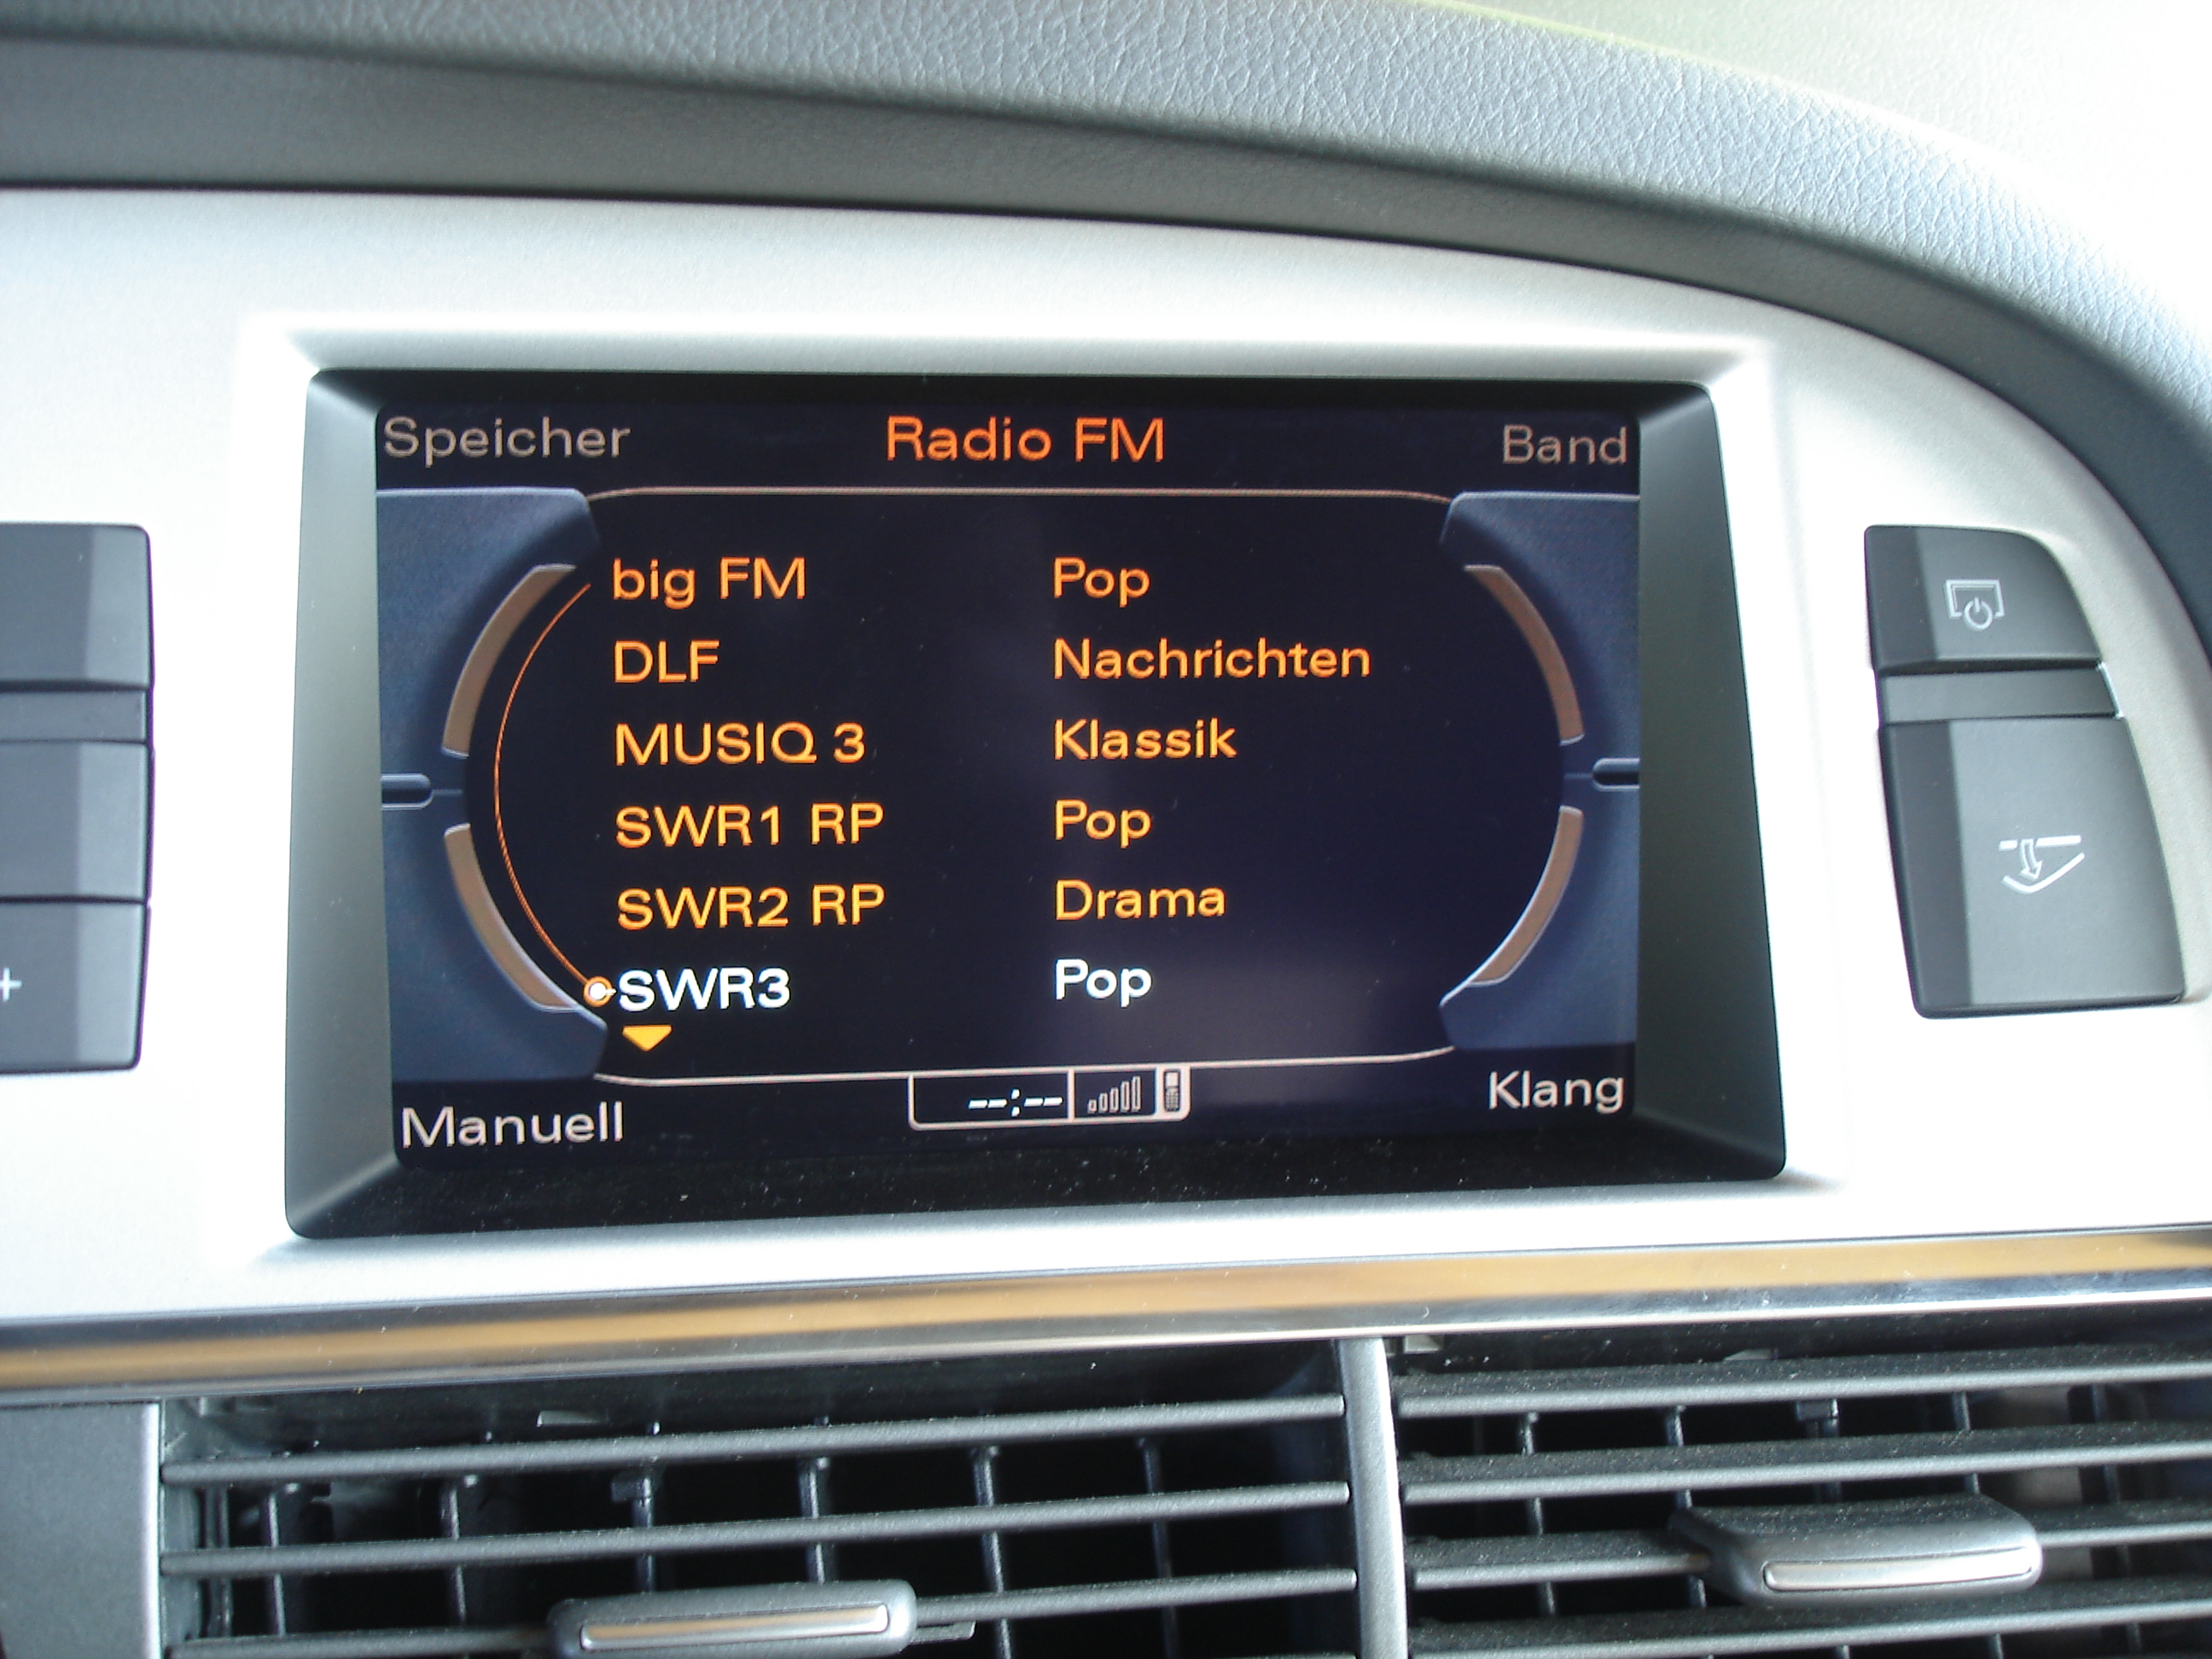 Speicher Radio FM Band
big FM Pop
DLF Nachrichten
MUSIQ 3 Klassik
SWR1 RP Pop
SWR2 RP Drama
SWR3 Pop
--:--
Manuell Klang
+